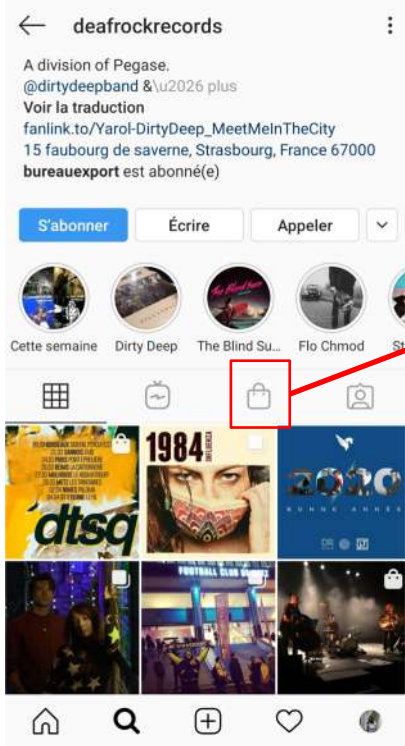 deafrockrecords
A division of Pegase.
@dirtydeepband &\u2026 plus
Voir la traduction
fanlink.to/Yarol-DirtyDeep_MeetMeInTheCity
15 faubourg de saverne, Strasbourg, France 67000
bureauexport est abonné(e)
S'abonner Écrire Appeler
Cette semaine Dirty Deep The Blind Su... Flo Chmod
dtsq
1984
2020
BONNE ANNÉE
FOOTBALL CLUB